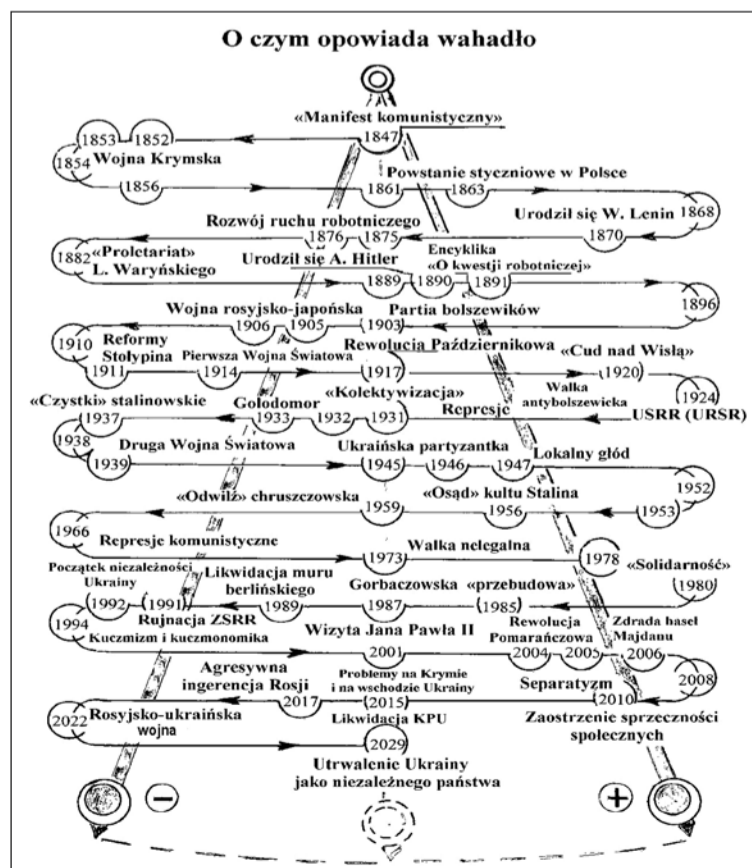 O czym opowiada wahadło
«Manifest komunistyczny»
1853 1852 1847
1854 Wojna Krymska
Powstanie styczniowe w Polsce
1856 1861 1863
Urodził się W. Lenin 1868
Rozwój ruchu robotniczego
1876 1875 1870
1882 «Proletariat»
L. Waryńskiego
Urodził się A. Hitler
Encyklika
«O kwestji robotniczej»
1889 1890 1891
1896
Wojna rosyjsko-japońska
Partia bolszewików
1906 1905 1903
1910 Reformy
Stołypina
Pierwsza Wojna Światowa
Rewolucja Październikowa
«Cud nad Wisłą»
1911 1914 1917 1920
Walka
antybolszewicka
1924
«Czystki» stalinowskie
Gołodomor
«Kolektywizacja»
Represje
USRR (URSR)
1937 1933 1932 1931
1938
Druga Wojna Światowa
Ukraińska partyzantka
Lokalny głód
1939 1945 1946 1947
1952
«Odwilż» chruszczowska
«Osąd» kultu Stalina
1959 1956 1953
1966
Represje komunistyczne
Walka nelegalna
1973 1978
«Solidarność»
Początek niezależności
Ukrainy
Likwidacja muru
berlińskiego
Gorbaczowska «przebudowa»
1980
1992 1991 1989 1987 1985
1994 Rujnacja ZSRR
Kuczmizm i kuczmonomika
Wizyta Jana Pawła II
Rewolucja
Pomarańczowa
Zdrada haseł
Majdanu
2001 2004 2005 2006
2008
Agresywna
ingerencja Rosji
Problemy na Krymie
i na wschodzie Ukrainy
Separatyzm
2017 2015 2010
2022 Rosyjsko-ukraińska
wojna
Likwidacja KPU
Zaostrzenie sprzeczności
społecznych
2029
Utrwalenie Ukrainy
jako niezależnego państwa
− +